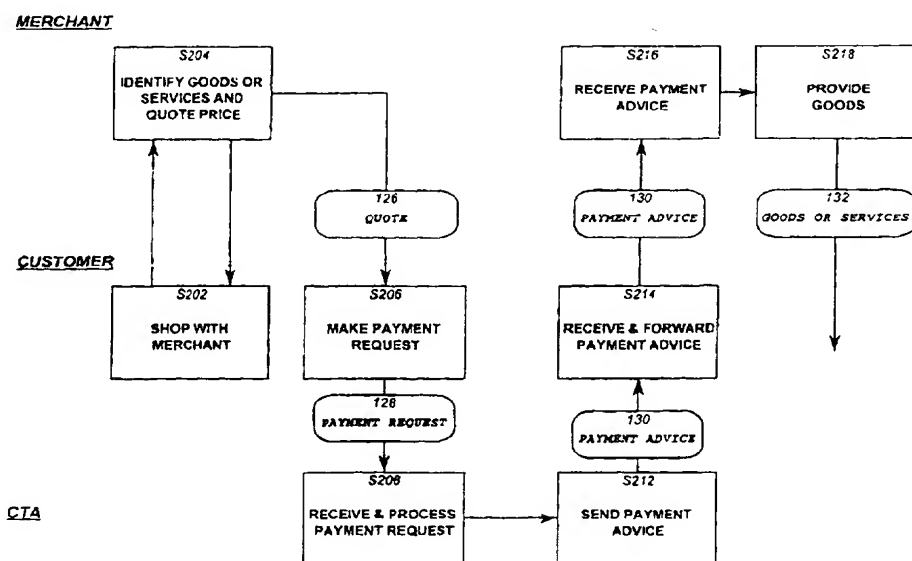 MERCHANT
S204
IDENTIFY GOODS OR
SERVICES AND
QUOTE PRICE
S216
RECEIVE PAYMENT
ADVICE
S218
PROVIDE
GOODS
126
QUOTE
130
PAYMENT ADVICE
132
GOODS OR SERVICES
CUSTOMER
S202
SHOP WITH
MERCHANT
S206
MAKE PAYMENT
REQUEST
S214
RECEIVE & FORWARD
PAYMENT ADVICE
128
PAYMENT REQUEST
130
PAYMENT ADVICE
CTA
S208
RECEIVE & PROCESS
PAYMENT REQUEST
S212
SEND PAYMENT
ADVICE